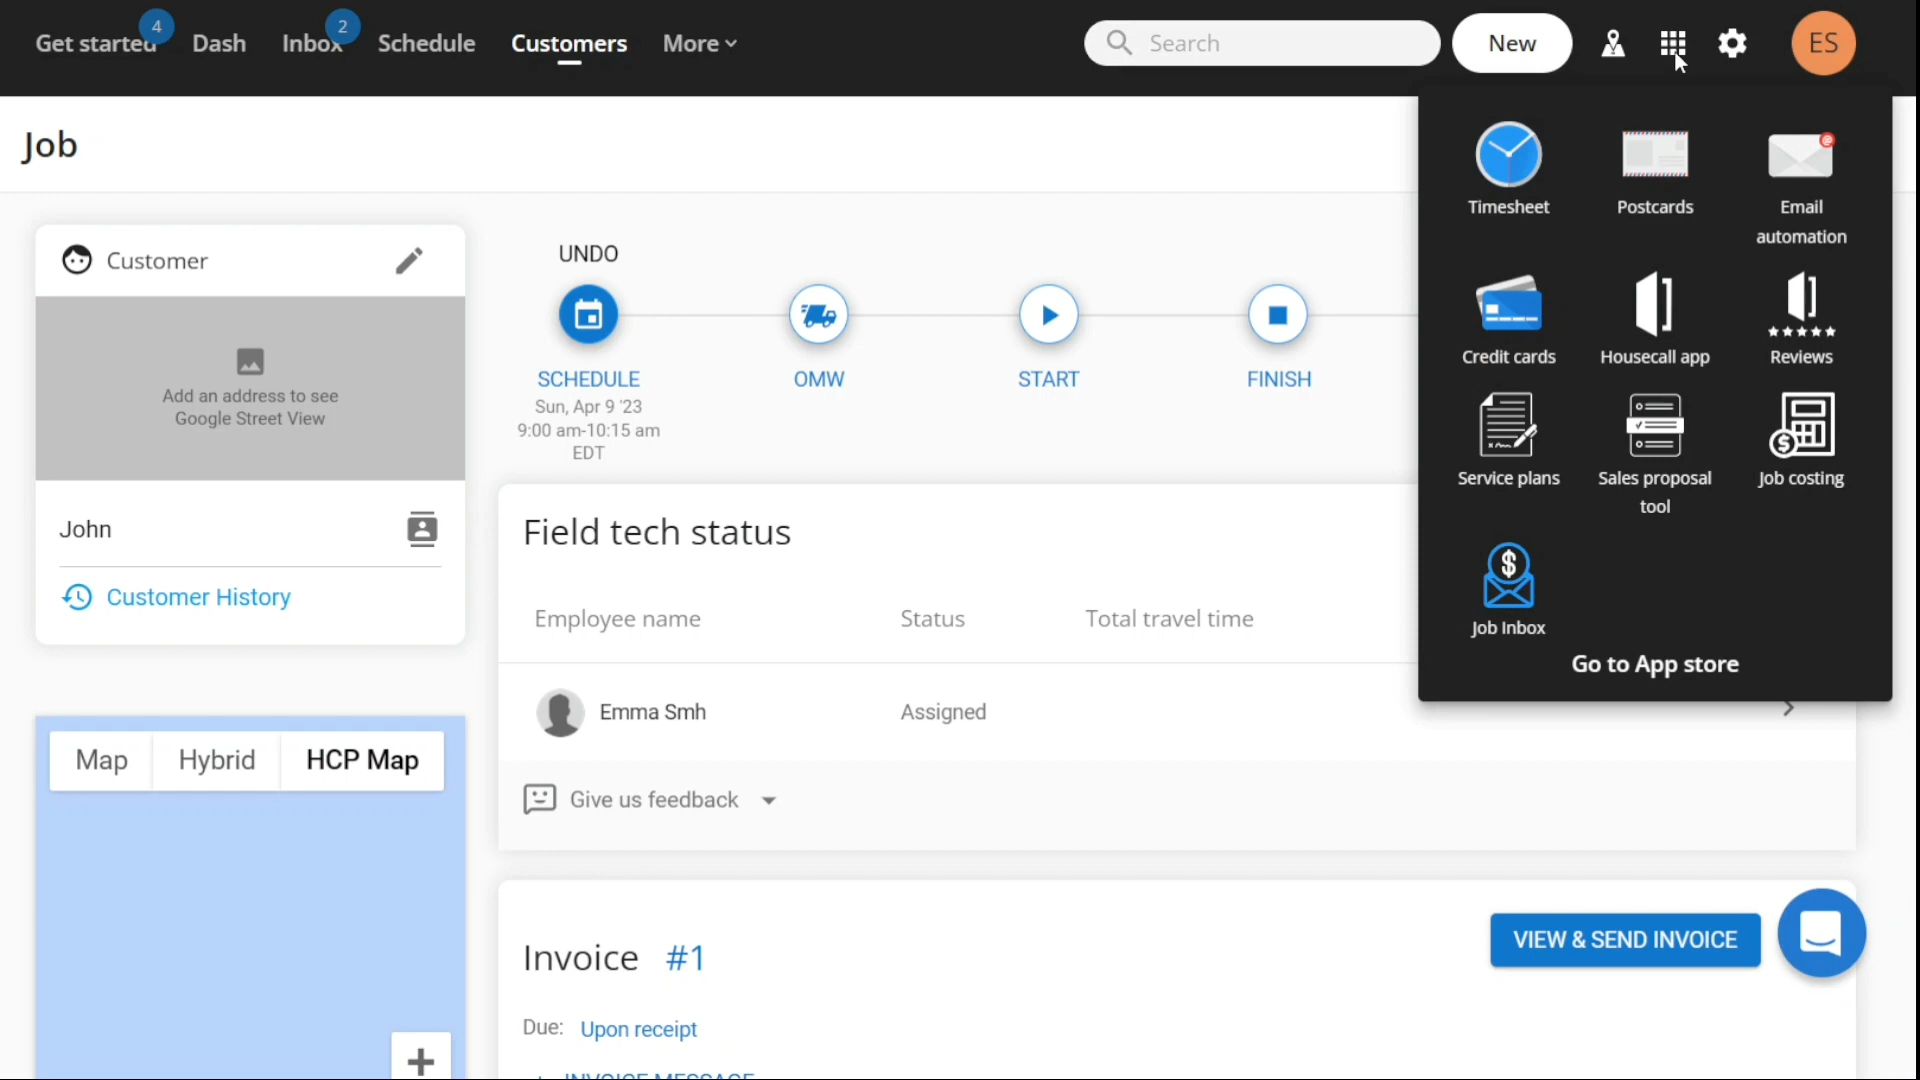 Get started 4 Dash Inbox 2 Schedule Customers More Search New ES
Job
Timesheet Postcards Email automation
Credit cards Housecall app Reviews
Service plans Sales proposal tool Job costing
Job Inbox
Go to App store
Customer
Add an address to see
Google Street View
John
Customer History
UNDO
SCHEDULE OMW START FINISH
Sun, Apr 9 '23
9:00 am-10:15 am
EDT
Field tech status
Employee name Status Total travel time
Emma Smh Assigned
Give us feedback
Map Hybrid HCP Map
Invoice #1 VIEW & SEND INVOICE
Due: Upon receipt
INVOICE MESSAGE